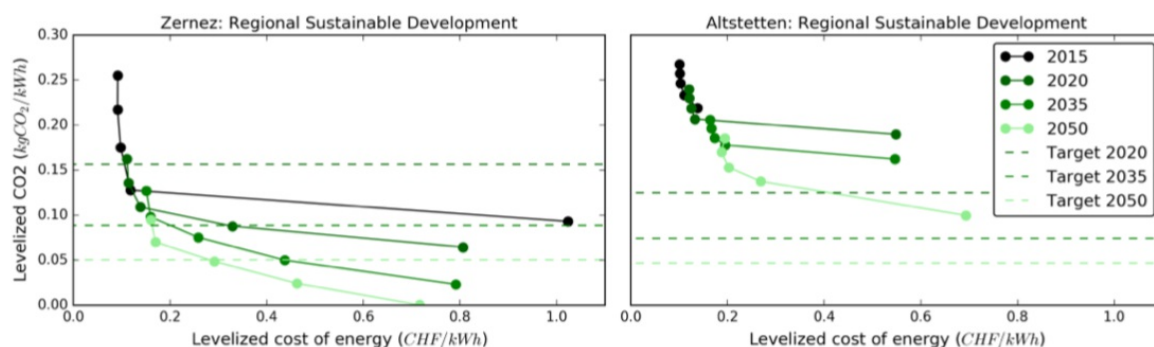 Zernez: Regional Sustainable Development
Levelized CO2 (kgCO₂/kWh)
0.30
0.25
0.20
0.15
0.10
0.05
0.00
0.0 0.2 0.4 0.6 0.8 1.0
Levelized cost of energy (CHF/kWh)
Altstetten: Regional Sustainable Development
2015
2020
2035
2050
Target 2020
Target 2035
Target 2050
0.0 0.2 0.4 0.6 0.8 1.0
Levelized cost of energy (CHF/kWh)